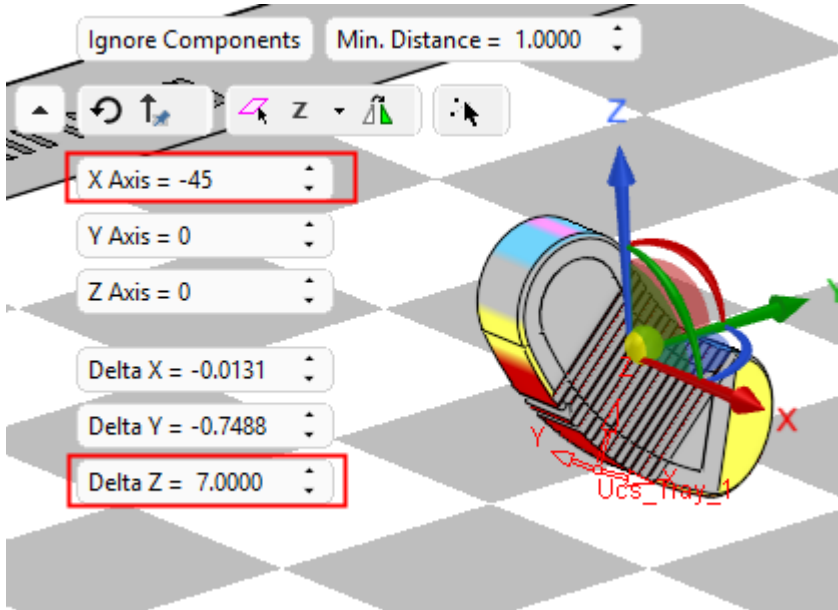 Ignore Components Min. Distance = 1.0000
z
X Axis = -45
Y Axis = 0
Z Axis = 0
Delta X = -0.0131
Delta Y = -0.7488
Delta Z = 7.0000
Z
Y
X
Z
Y
X
Ucs_Tray_1